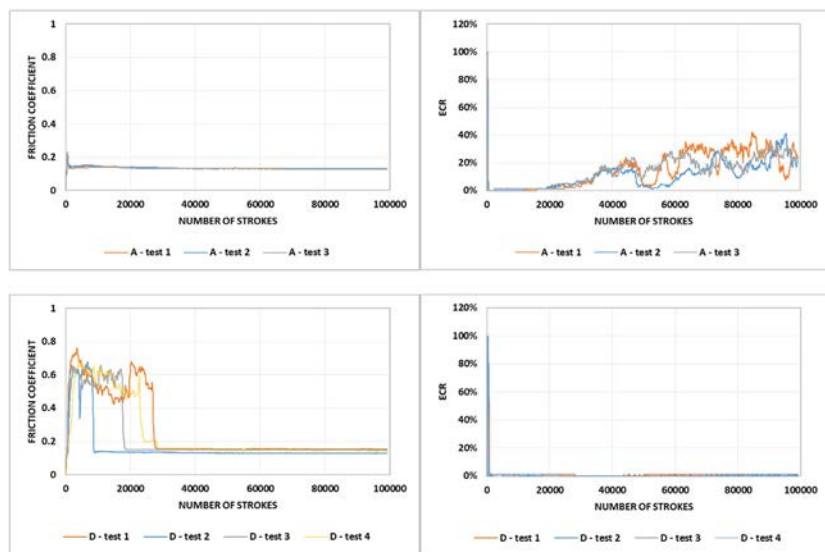 FRICTION COEFFICIENT
1
0.8
0.6
0.4
0.2
0
0 20000 40000 60000 80000 100000
NUMBER OF STROKES
A - test 1 A - test 2 A - test 3
ECR
120%
100%
80%
60%
40%
20%
0%
0 20000 40000 60000 80000 100000
NUMBER OF STROKES
A - test 1 A - test 2 A - test 3
FRICTION COEFFICIENT
1
0.8
0.6
0.4
0.2
0
0 20000 40000 60000 80000 100000
NUMBER OF STROKES
D - test 1 D - test 2 D - test 3 D - test 4
ECR
120%
100%
80%
60%
40%
20%
0%
0 20000 40000 60000 80000 100000
NUMBER OF STROKES
D - test 1 D - test 2 D - test 3 D - test 4